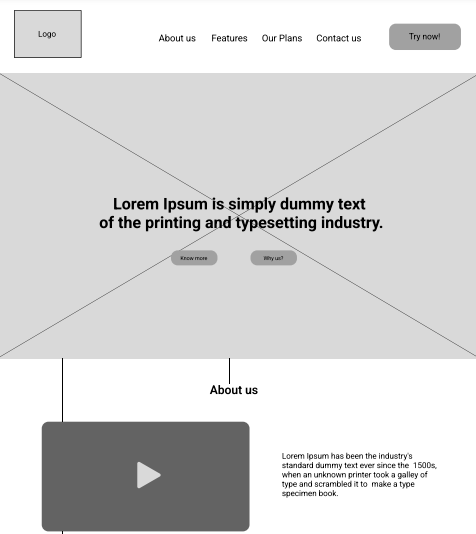 Logo
About us
Features
Our Plans
Contact us
Try now!
Lorem Ipsum is simply dummy text
of the printing and typesetting industry.
Know more
Why us?
About us
Lorem Ipsum has been the industry's
standard dummy text ever since the 1500s,
when an unknown printer took a galley of
type and scrambled it to make a type
specimen book.